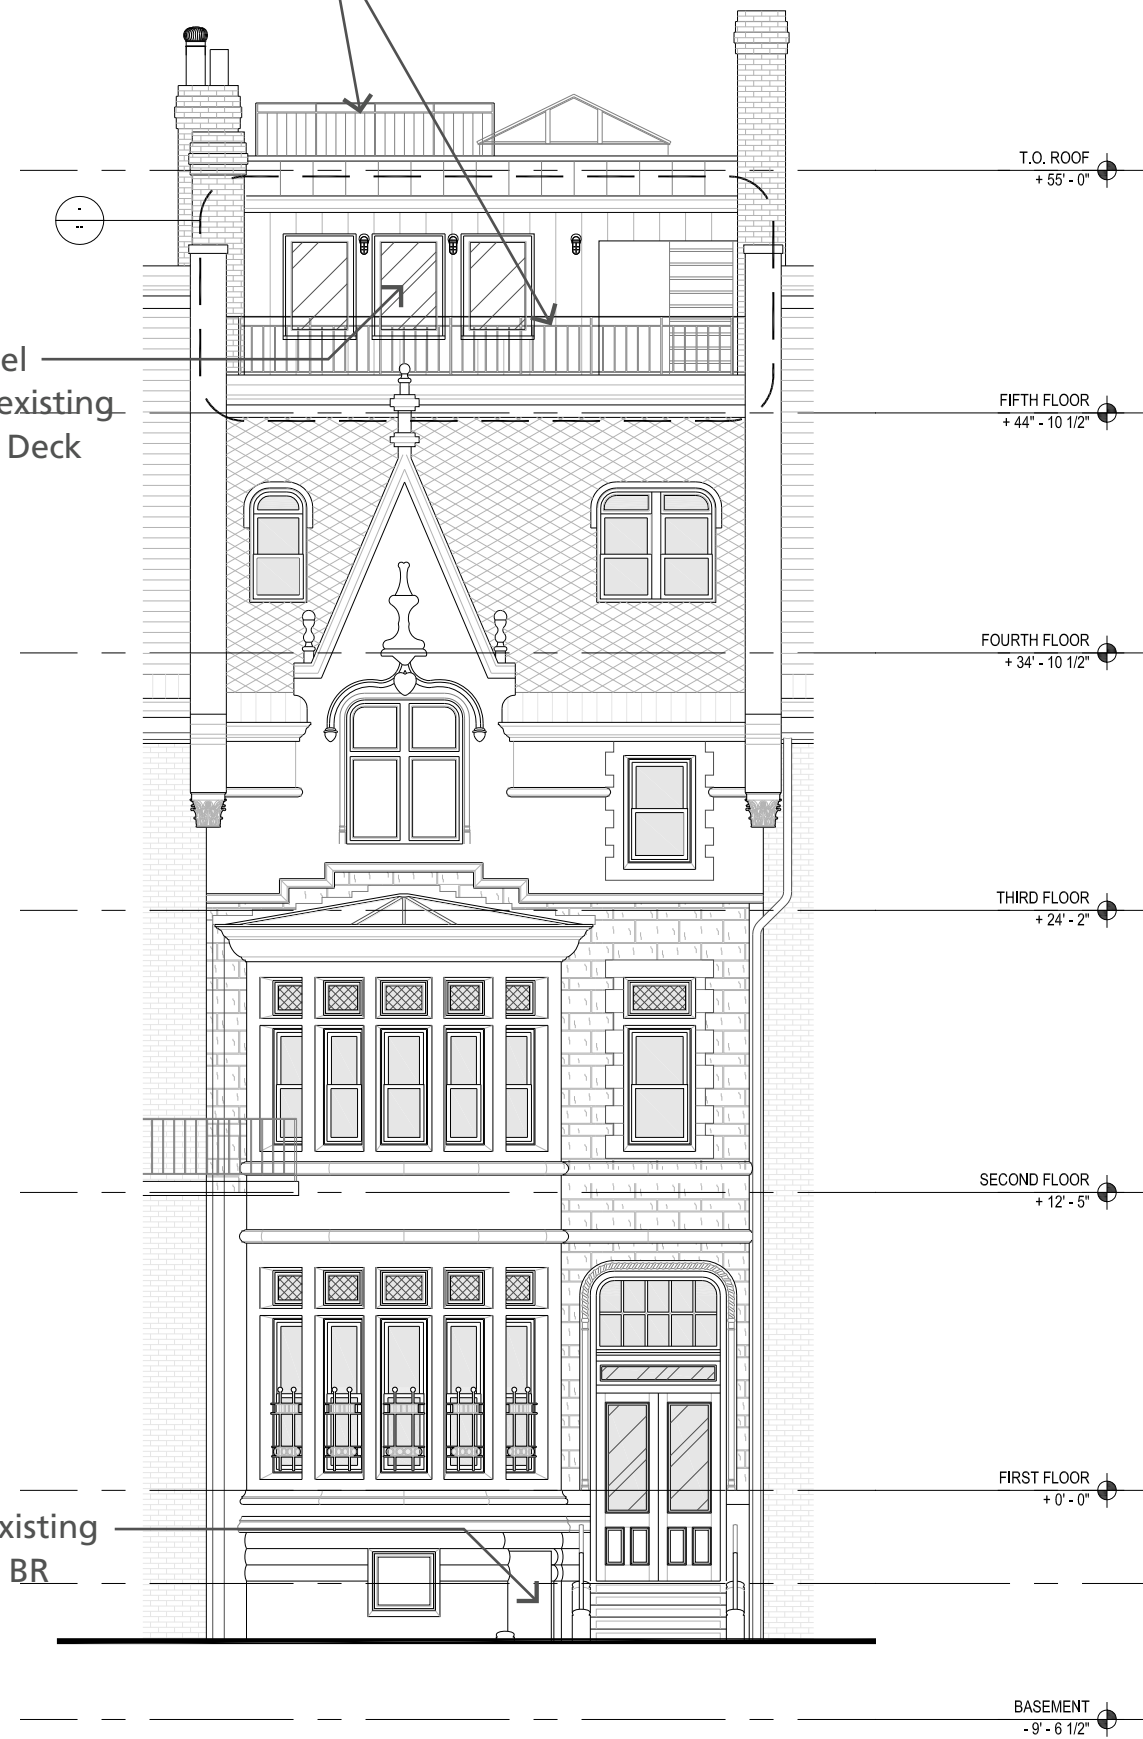 T.O. ROOF
+ 55' - 0"
-
--
el
existing
Deck
FIFTH FLOOR
+ 44" - 10 1/2"
FOURTH FLOOR
+ 34' - 10 1/2"
THIRD FLOOR
+ 24' - 2"
SECOND FLOOR
+ 12' - 5"
FIRST FLOOR
+ 0' - 0"
xisting
BR
BASEMENT
- 9' - 6 1/2"